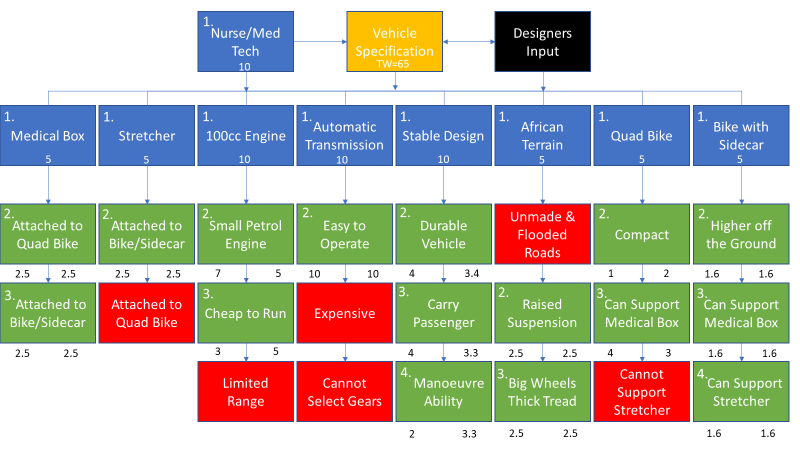 1.
Nurse/Med
Tech
10
Vehicle
Specification
TW=65
Designers
Input
1.
Medical Box
5
1.
Stretcher
5
1.
100cc Engine
10
1.
Automatic
Transmission
10
1.
Stable Design
10
1.
African
Terrain
5
1.
Quad Bike
5
1.
Bike with
Sidecar
5
2.
Attached to
Quad Bike
2.5 2.5
2.
Attached to
Bike/Sidecar
2.5 2.5
2.
Small Petrol
Engine
7 5
2.
Easy to
Operate
10 10
2.
Durable
Vehicle
4 3.4
Unmade &
Flooded
Roads
2.
Compact
1 2
2.
Higher off
the Ground
1.6 1.6
3.
Attached to
Bike/Sidecar
2.5 2.5
Attached to
Quad Bike
3.
Cheap to Run
3 5
Expensive
3.
Carry
Passenger
4 3.3
2.
Raised
Suspension
2.5 2.5
3.
Can Support
Medical Box
4 3
3.
Can Support
Medical Box
1.6 1.6
Limited
Range
Cannot
Select Gears
4.
Manoeuvre
Ability
2 3.3
3.
Big Wheels
Thick Tread
2.5 2.5
Cannot
Support
Stretcher
4.
Can Support
Stretcher
1.6 1.6